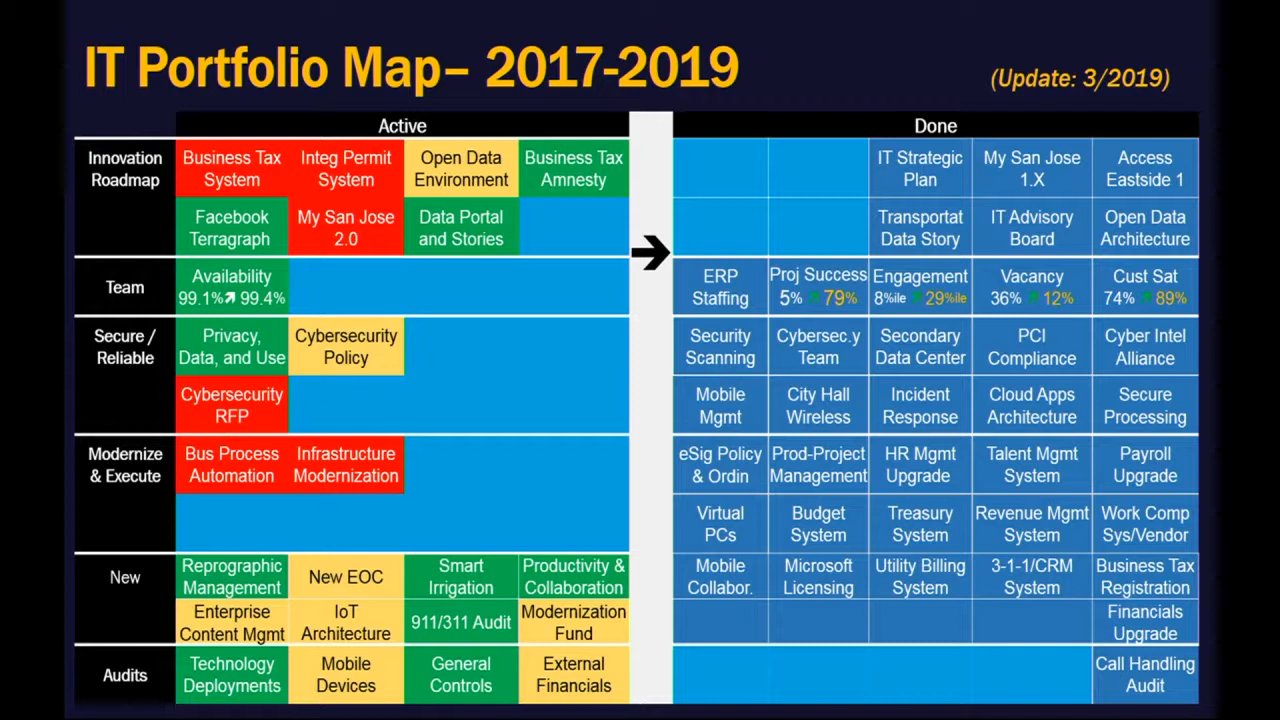 IT Portfolio Map– 2017-2019
(Update: 3/2019)
Active
Done
Innovation
Roadmap
Business Tax
System
Integ Permit
System
Open Data
Environment
Business Tax
Amnesty
IT Strategic
Plan
My San Jose
1.X
Access
Eastside 1
Facebook
Terragraph
My San Jose
2.0
Data Portal
and Stories
Transportat
Data Story
IT Advisory
Board
Open Data
Architecture
Team
Availability
99.1%↗ 99.4%
ERP
Staffing
Proj Success
5% ↗ 79%
Engagement
8%ile ↗ 29%ile
Vacancy
36% ↗ 12%
Cust Sat
74% ↗ 89%
Secure /
Reliable
Privacy,
Data, and Use
Cybersecurity
Policy
Security
Scanning
Cybersec.y
Team
Secondary
Data Center
PCI
Compliance
Cyber Intel
Alliance
Cybersecurity
RFP
Mobile
Mgmt
City Hall
Wireless
Incident
Response
Cloud Apps
Architecture
Secure
Processing
Modernize
& Execute
Bus Process
Automation
Infrastructure
Modernization
eSig Policy
& Ordin
Prod-Project
Management
HR Mgmt
Upgrade
Talent Mgmt
System
Payroll
Upgrade
Virtual
PCs
Budget
System
Treasury
System
Revenue Mgmt
System
Work Comp
Sys/Vendor
New
Reprographic
Management
New EOC
Smart
Irrigation
Productivity &
Collaboration
Mobile
Collabor.
Microsoft
Licensing
Utility Billing
System
3-1-1/CRM
System
Business Tax
Registration
Enterprise
Content Mgmt
IoT
Architecture
911/311 Audit
Modernization
Fund
Financials
Upgrade
Audits
Technology
Deployments
Mobile
Devices
General
Controls
External
Financials
Call Handling
Audit